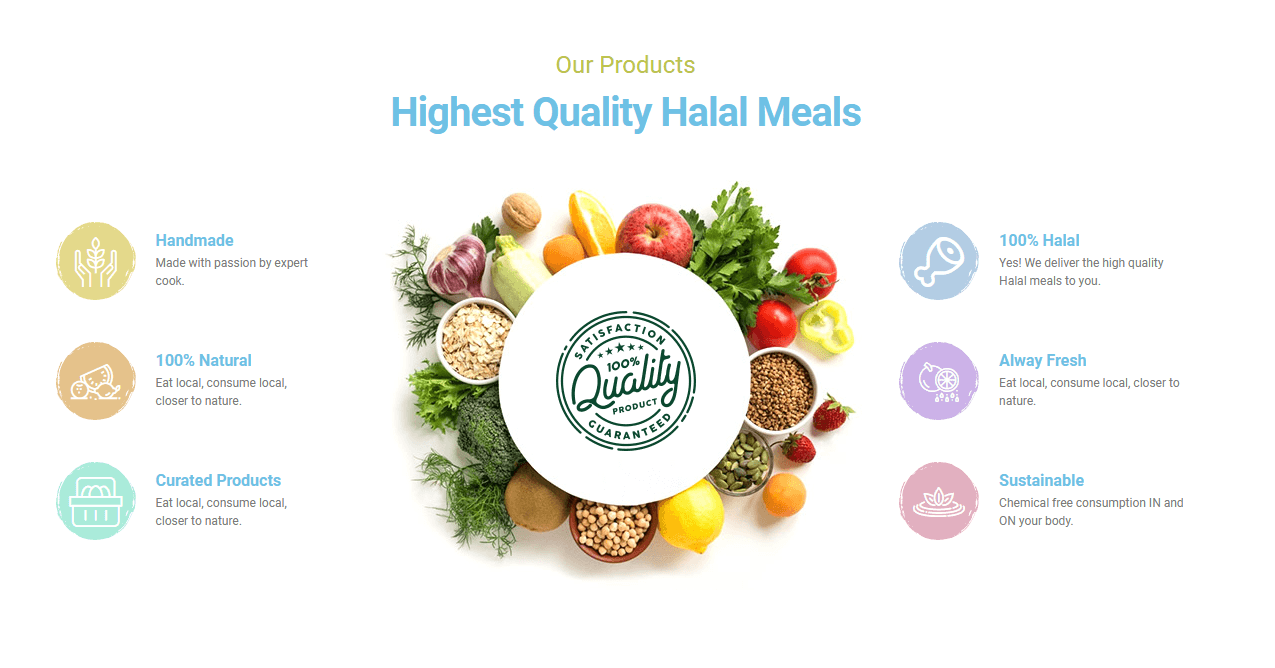 Our Products
Highest Quality Halal Meals
Handmade
Made with passion by expert
cook.
100% Natural
Eat local, consume local,
closer to nature.
Curated Products
Eat local, consume local,
closer to nature.
SATISFACTION
100%
Quality
PRODUCT
GUARANTEED
100% Halal
Yes! We deliver the high quality
Halal meals to you.
Alway Fresh
Eat local, consume local, closer to
nature.
Sustainable
Chemical free consumption IN and
ON your body.